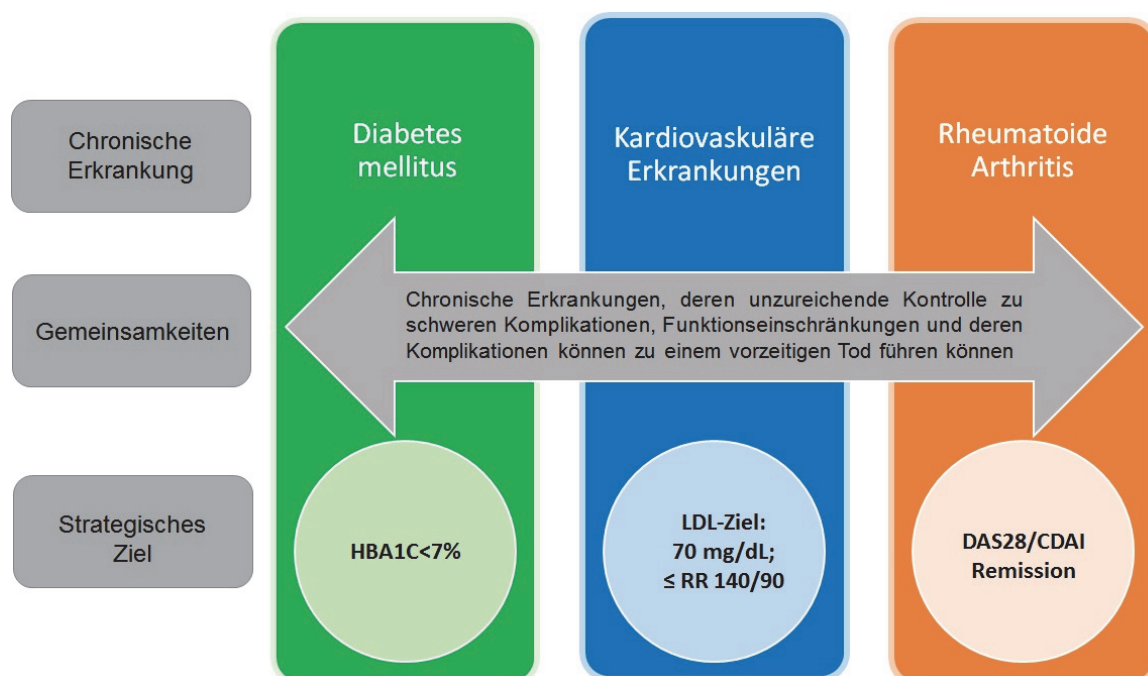 Chronische
Erkrankung
Diabetes
mellitus
Kardiovaskuläre
Erkrankungen
Rheumatoide
Arthritis
Gemeinsamkeiten
Chronische Erkrankungen, deren unzureichende Kontrolle zu
schweren Komplikationen, Funktionseinschränkungen und deren
Komplikationen können zu einem vorzeitigen Tod führen können
Strategisches
Ziel
HBA1C<7%
LDL-Ziel:
70 mg/dL;
≤ RR 140/90
DAS28/CDAI
Remission